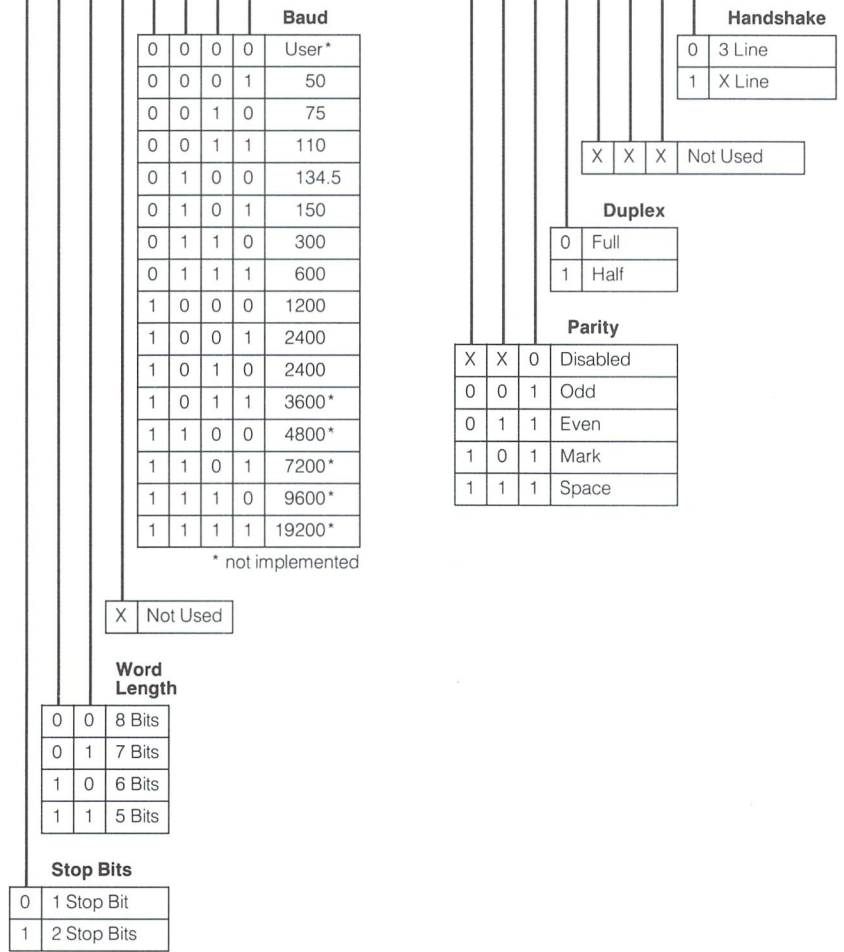 Baud
0 0 0 0 User*
0 0 0 1 50
0 0 1 0 75
0 0 1 1 110
0 1 0 0 134.5
0 1 0 1 150
0 1 1 0 300
0 1 1 1 600
1 0 0 0 1200
1 0 0 1 2400
1 0 1 0 2400
1 0 1 1 3600*
1 1 0 0 4800*
1 1 0 1 7200*
1 1 1 0 9600*
1 1 1 1 19200*
* not implemented
X Not Used
Word
Length
0 0 8 Bits
0 1 7 Bits
1 0 6 Bits
1 1 5 Bits
Stop Bits
0 1 Stop Bit
1 2 Stop Bits
Handshake
0 3 Line
1 X Line
X X X Not Used
Duplex
0 Full
1 Half
Parity
X X 0 Disabled
0 0 1 Odd
0 1 1 Even
1 0 1 Mark
1 1 1 Space